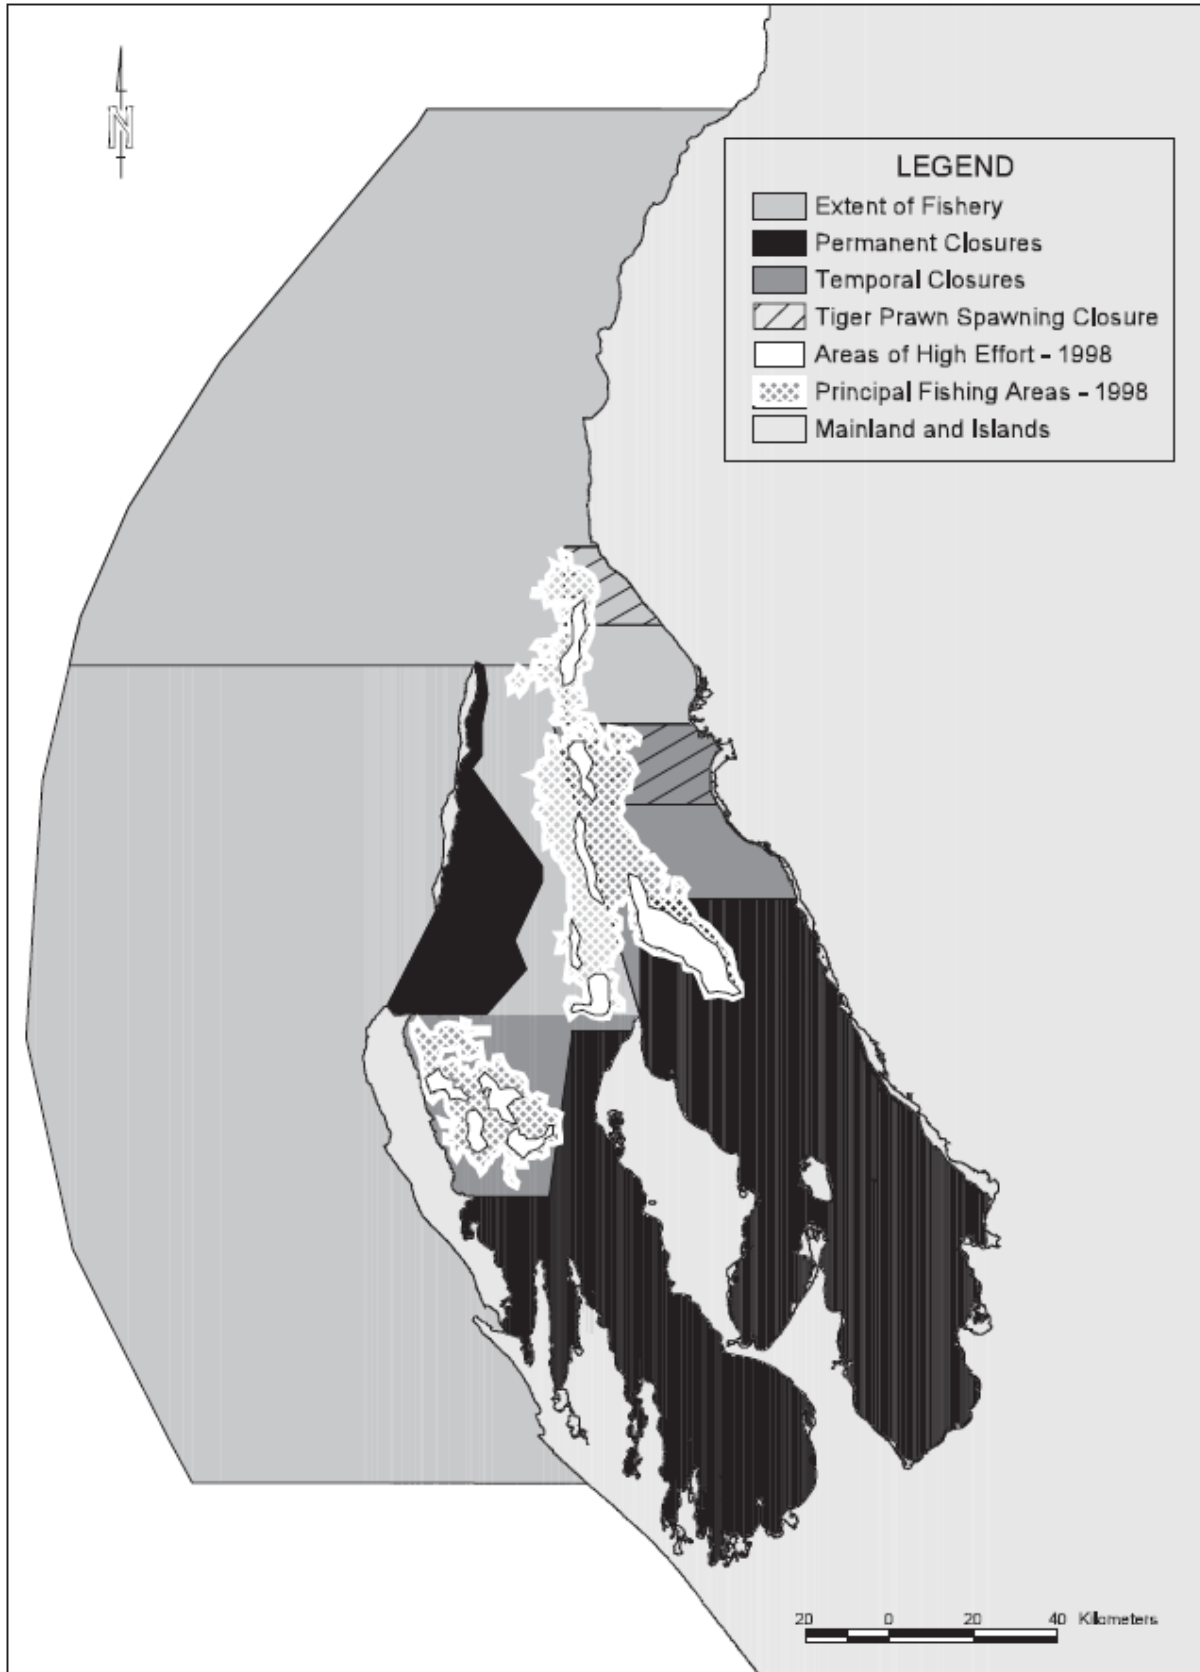 N
LEGEND
Extent of Fishery
Permanent Closures
Temporal Closures
Tiger Prawn Spawning Closure
Areas of High Effort - 1998
Principal Fishing Areas - 1998
Mainland and Islands
20 0 20 40 Kilometers